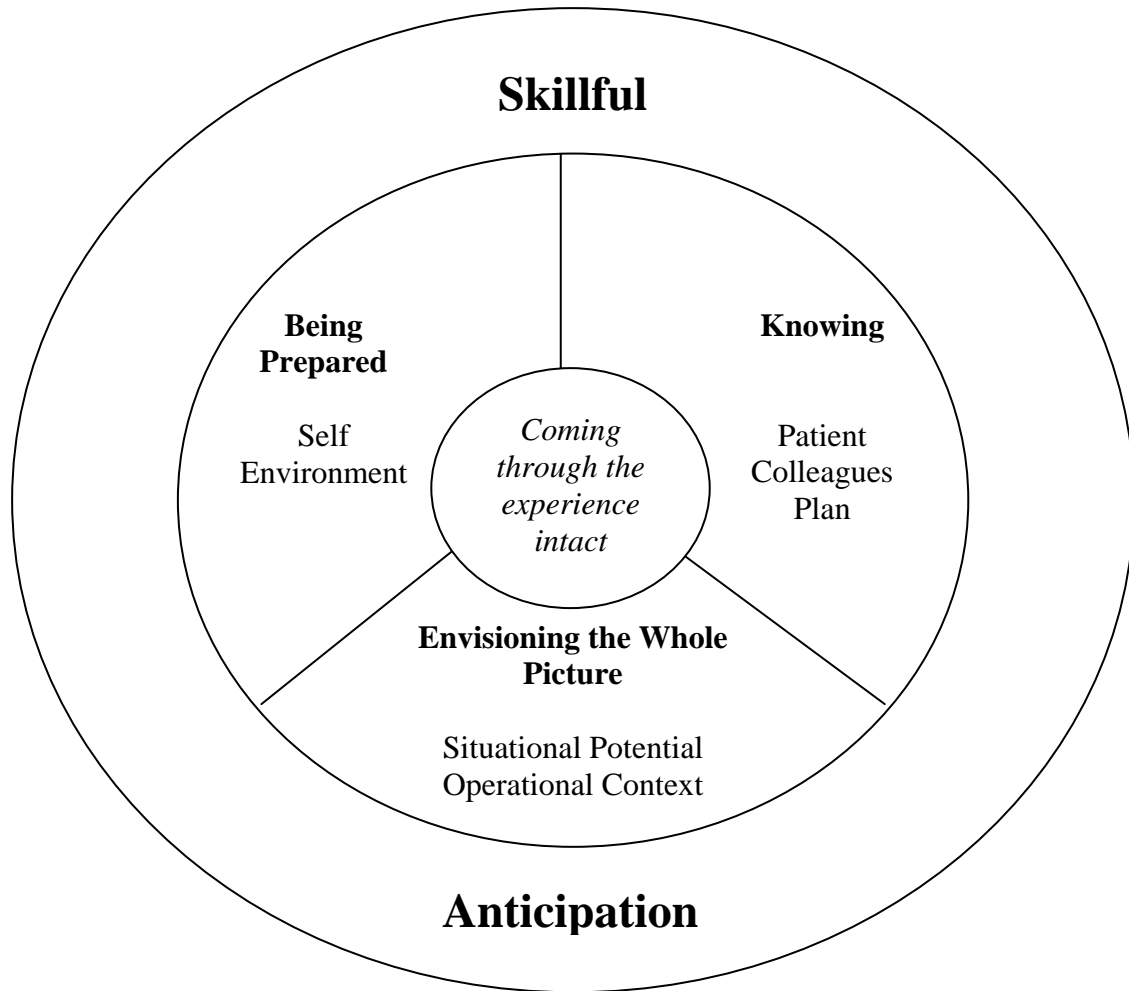 Skillful
Being
Prepared
Self
Environment
Knowing
Patient
Colleagues
Plan
Coming
through the
experience
intact
Envisioning the Whole
Picture
Situational Potential
Operational Context
Anticipation